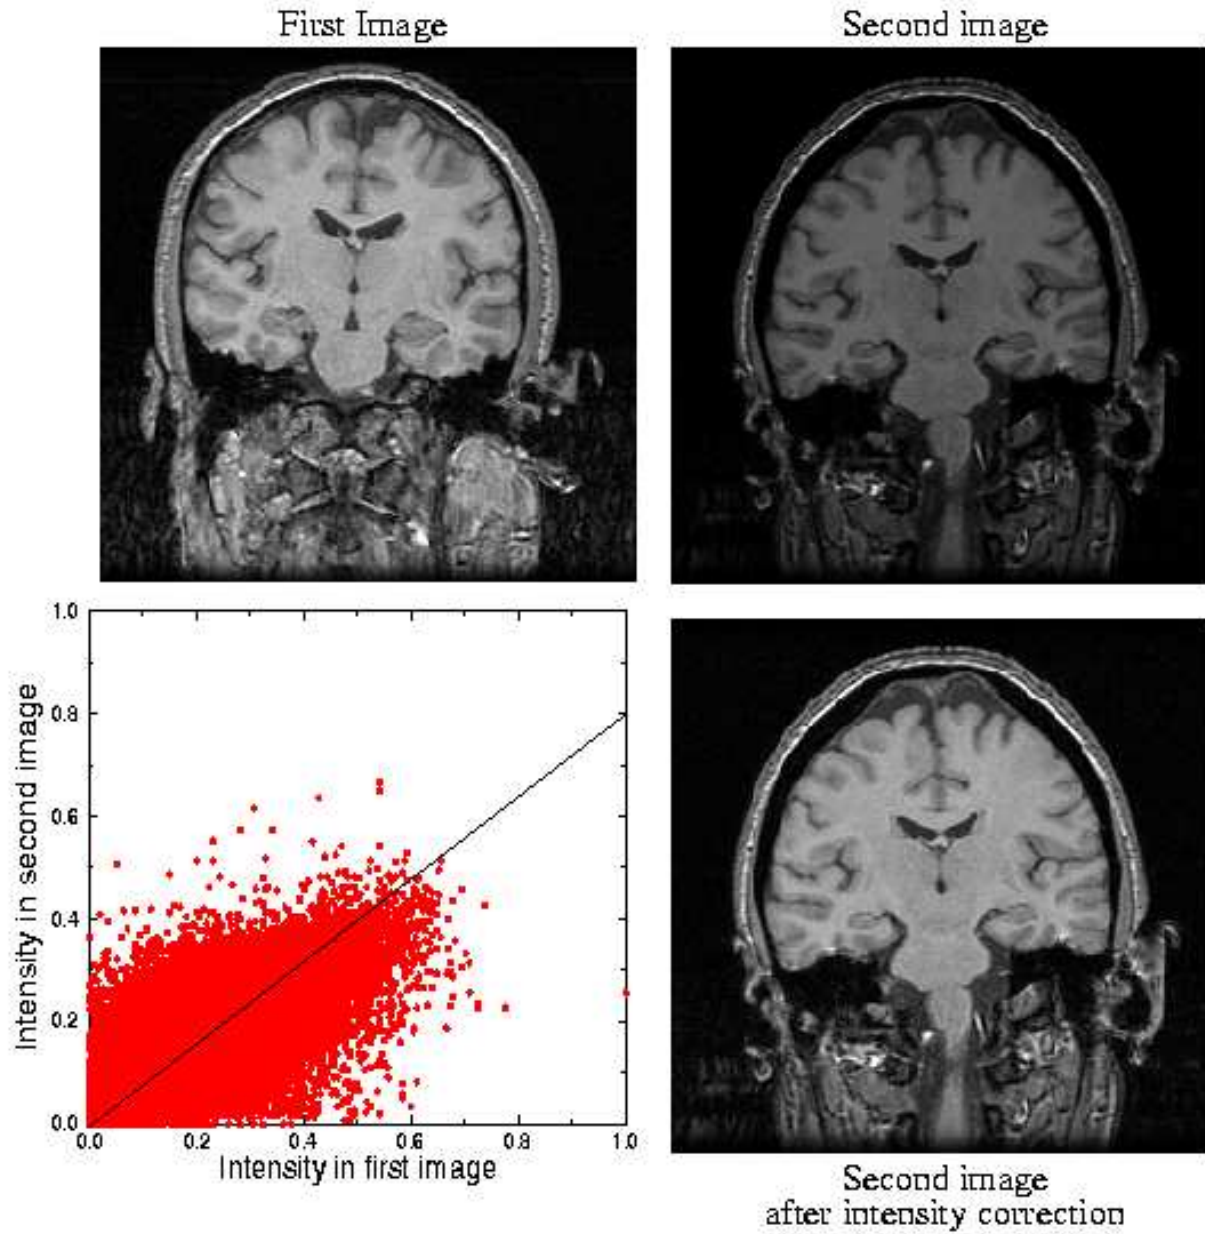 First Image
Second image
1.0
0.8
0.6
0.4
0.2
0.0
Intensity in second image
0.0 0.2 0.4 0.6 0.8 1.0
Intensity in first image
Second image
after intensity correction